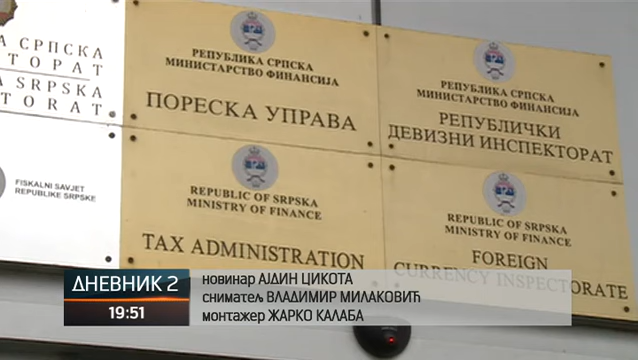 СРПСКА
ТОРАТ
SRPSKA
TORAT
FISKALNI SAVJET
REPUBLIKE SRPSKE
РЕПУБЛИКА СРПСКА
МИНИСТАРСТВО ФИНАНСИЈА
ПОРЕСКА УПРАВА
РЕПУБЛИКА СРПСКА
МИНИСТАРСТВО ФИНАНСИЈА
РЕПУБЛИЧКИ
ДЕВИЗНИ ИНСПЕКТОРАТ
REPUBLIC OF SRPSKA
MINISTRY OF FINANCE
TAX ADMINISTRATION
REPUBLIC OF SRPSKA
MINISTRY OF FINANCE
FOREIGN
CURRENCY INSPECTORATE
ДНЕВНИК 2
19:51
новинар АЈДИН ЦИКОТА
сниматељ ВЛАДИМИР МИЛАКОВИЋ
монтажер ЖАРКО КАЛАБА